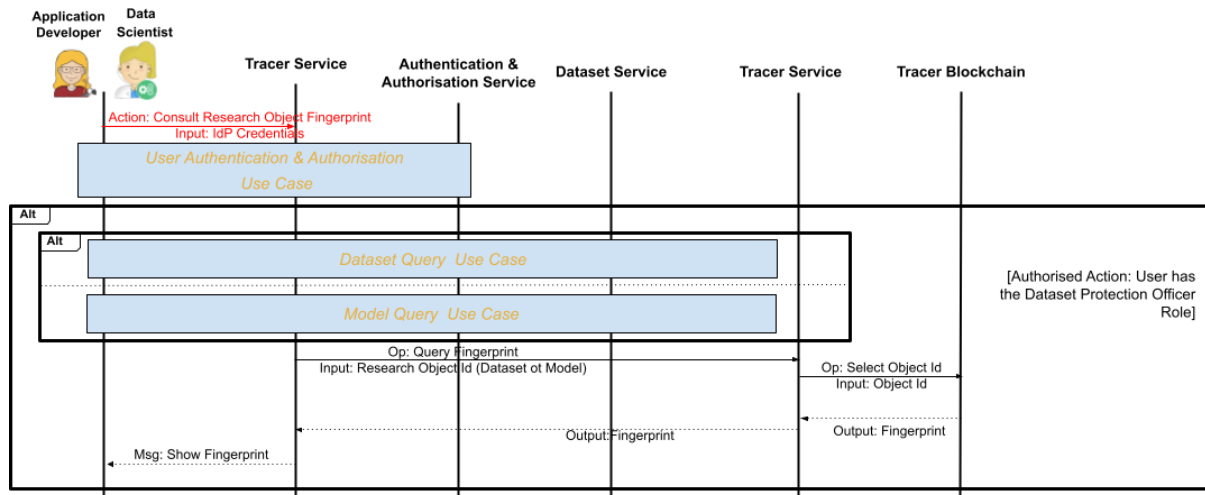 Application
Developer
Data
Scientist
Tracer Service
Authentication &
Authorisation Service
Dataset Service
Tracer Service
Tracer Blockchain
Action: Consult Research Object Fingerprint
Input: IdP Credentials
User Authentication & Authorisation
Use Case
Alt
Alt
Dataset Query Use Case
[Authorised Action: User has
the Dataset Protection Officer
Role]
Model Query Use Case
Op: Query Fingerprint
Input: Research Object Id (Dataset ot Model)
Op: Select Object Id
Input: Object Id
Output:Fingerprint
Output: Fingerprint
Msg: Show Fingerprint